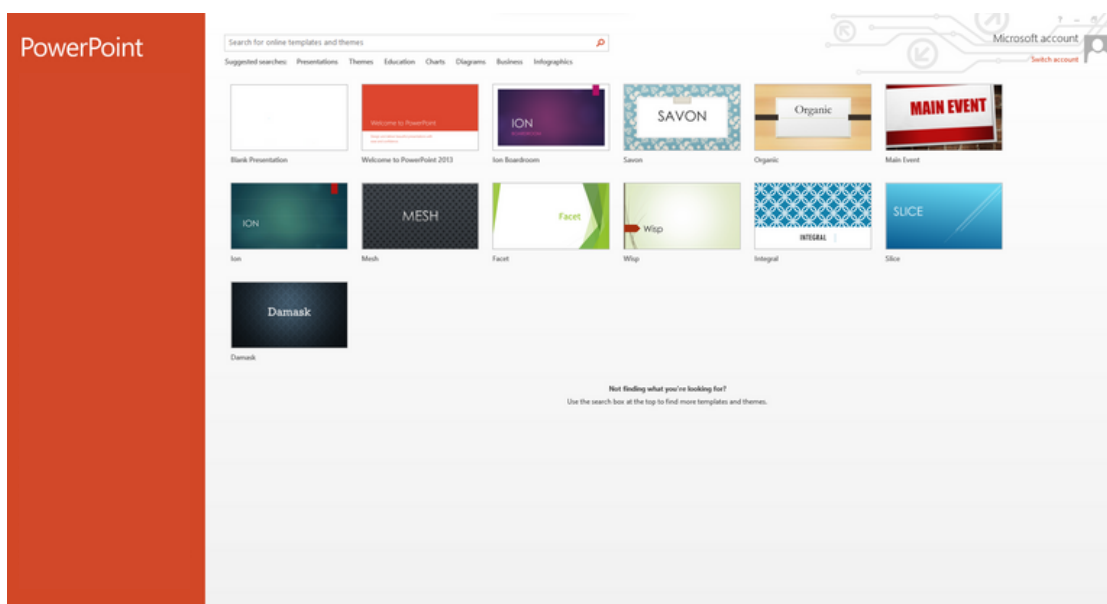 PowerPoint
Search for online templates and themes
Suggested searches: Presentations Themes Education Charts Diagrams Business Infographics
Microsoft account
Switch account
Welcome to PowerPoint
ION
BOARDROOM
SAVON
Organic
MAIN EVENT
Blank Presentation
Welcome to PowerPoint 2013
Ion Boardroom
Savon
Organic
Main Event
ION
MESH
Facet
Wisp
INTEGRAL
SLICE
Ion
Mesh
Facet
Wisp
Integral
Slice
Damask
Damask
Not finding what you're looking for?
Use the search box at the top to find more templates and themes.